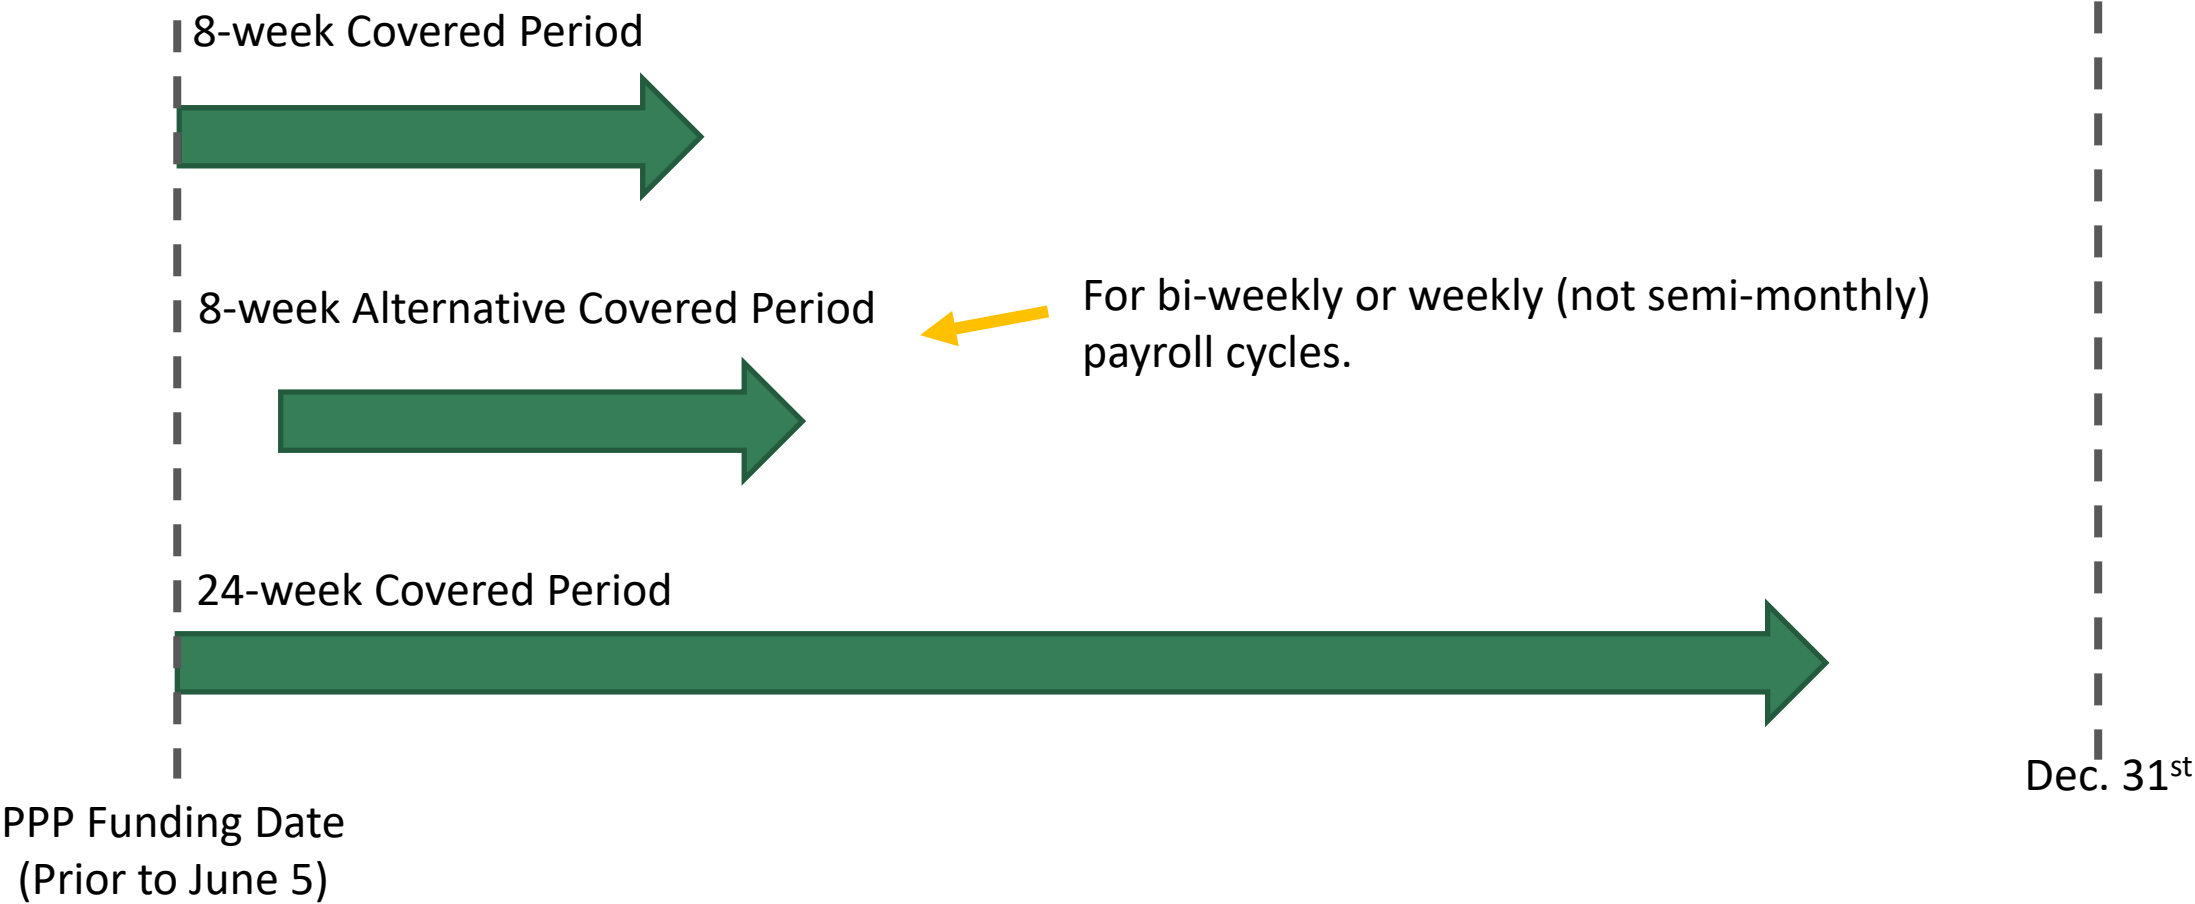 8-week Covered Period
8-week Alternative Covered Period
For bi-weekly or weekly (not semi-monthly)
payroll cycles.
24-week Covered Period
Dec. 31st
PPP Funding Date
(Prior to June 5)